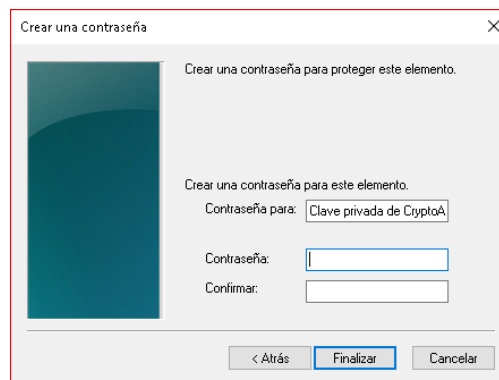 Crear una contraseña
Crear una contraseña para proteger este elemento.
Crear una contraseña para este elemento.
Contraseña para: Clave privada de CryptoA
Contraseña:
Confirmar:
< Atrás Finalizar Cancelar